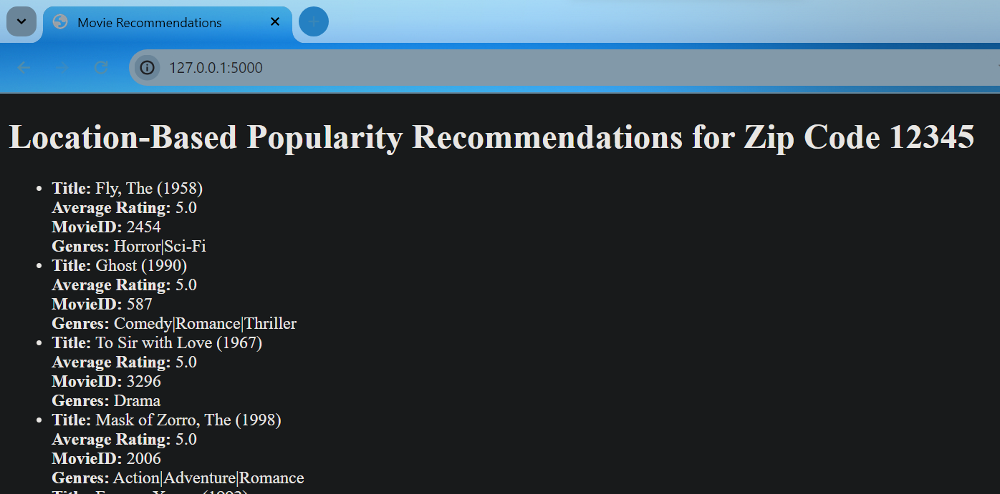 Movie Recommendations
127.0.0.1:5000
Location-Based Popularity Recommendations for Zip Code 12345
• Title: Fly, The (1958)
Average Rating: 5.0
MovieID: 2454
Genres: Horror|Sci-Fi
• Title: Ghost (1990)
Average Rating: 5.0
MovieID: 587
Genres: Comedy|Romance|Thriller
• Title: To Sir with Love (1967)
Average Rating: 5.0
MovieID: 3296
Genres: Drama
• Title: Mask of Zorro, The (1998)
Average Rating: 5.0
MovieID: 2006
Genres: Action|Adventure|Romance
Title: